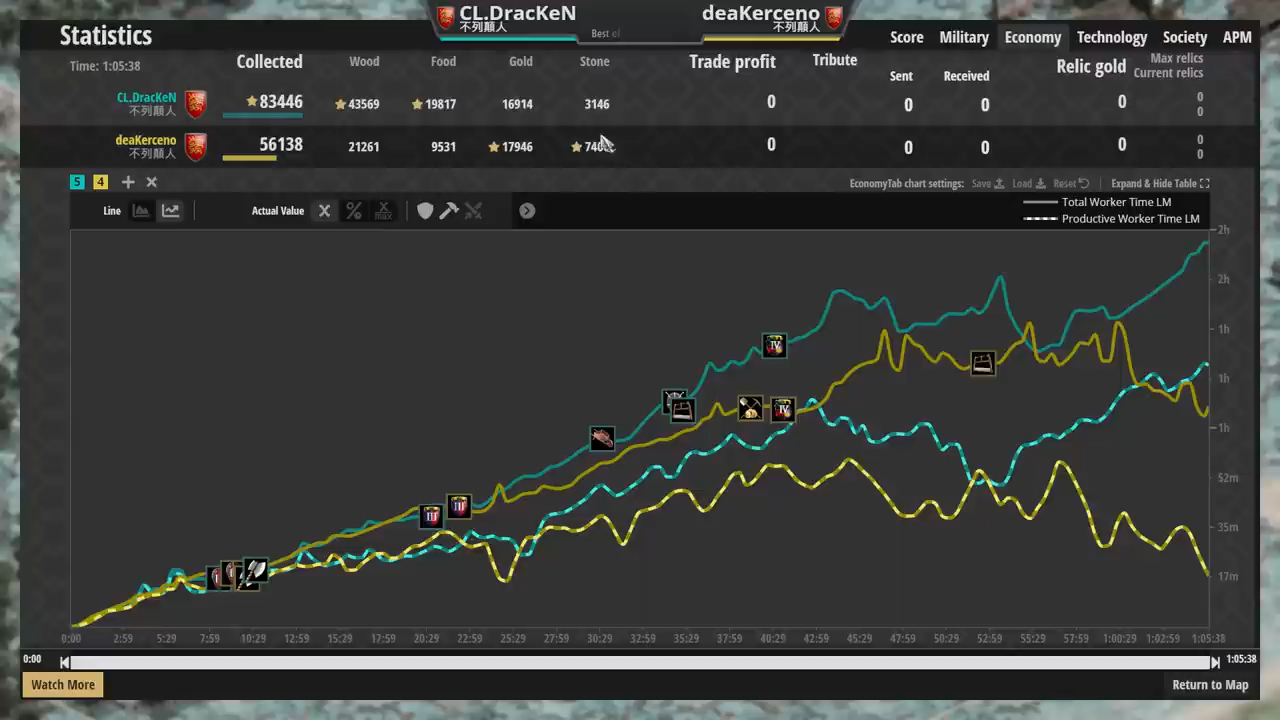 CL.DracKeN
不列顛人
deaKerceno
不列顛人
Best of
Statistics
Score Military Economy Technology Society APM
Time: 1:05:38
Collected Wood Food Gold Stone Trade profit Tribute Sent Received Relic gold Max relics
Current relics
CL.DracKeN
不列顛人
83446 43569 19817 16914 3146 0 0 0 0 0
0
deaKerceno
不列顛人
56138 21261 9531 17946 0 0 0 0 0
0
5 4
EconomyTab chart settings: Save Load Reset Expand & Hide Table
Line Actual Value
Total Worker Time LM
Productive Worker Time LM
2h
2h
1h
1h
1h
52m
35m
17m
III III IV IV
0:00 2:59 5:29 7:59 10:29 12:59 15:29 17:59 20:29 22:59 25:29 27:59 30:29 32:59 35:29 37:59 40:29 42:59 45:29 47:59 50:29 52:59 55:29 57:59 1:00:29 1:02:59 1:05:38
0:00 1:05:38
Watch More Return to Map